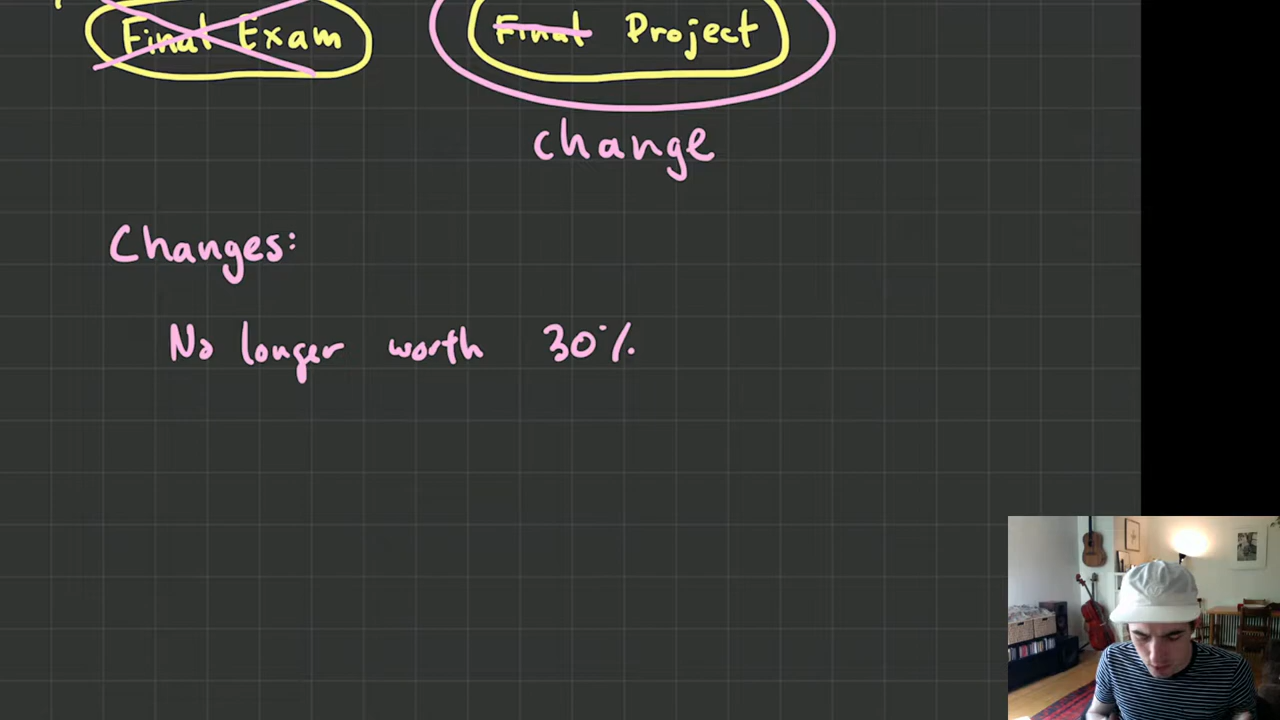 Final Exam
Final Project
change
Changes:
No longer worth 30%